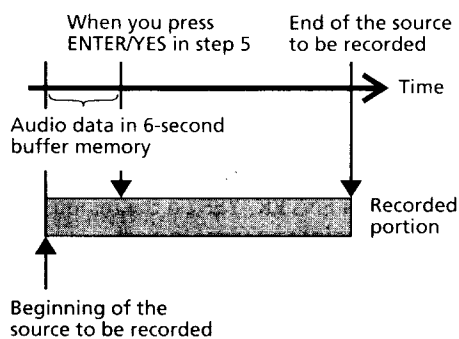 When you press
ENTER/YES in step 5
End of the source
to be recorded
Time
Audio data in 6-second
buffer memory
Recorded
portion
Beginning of the
source to be recorded